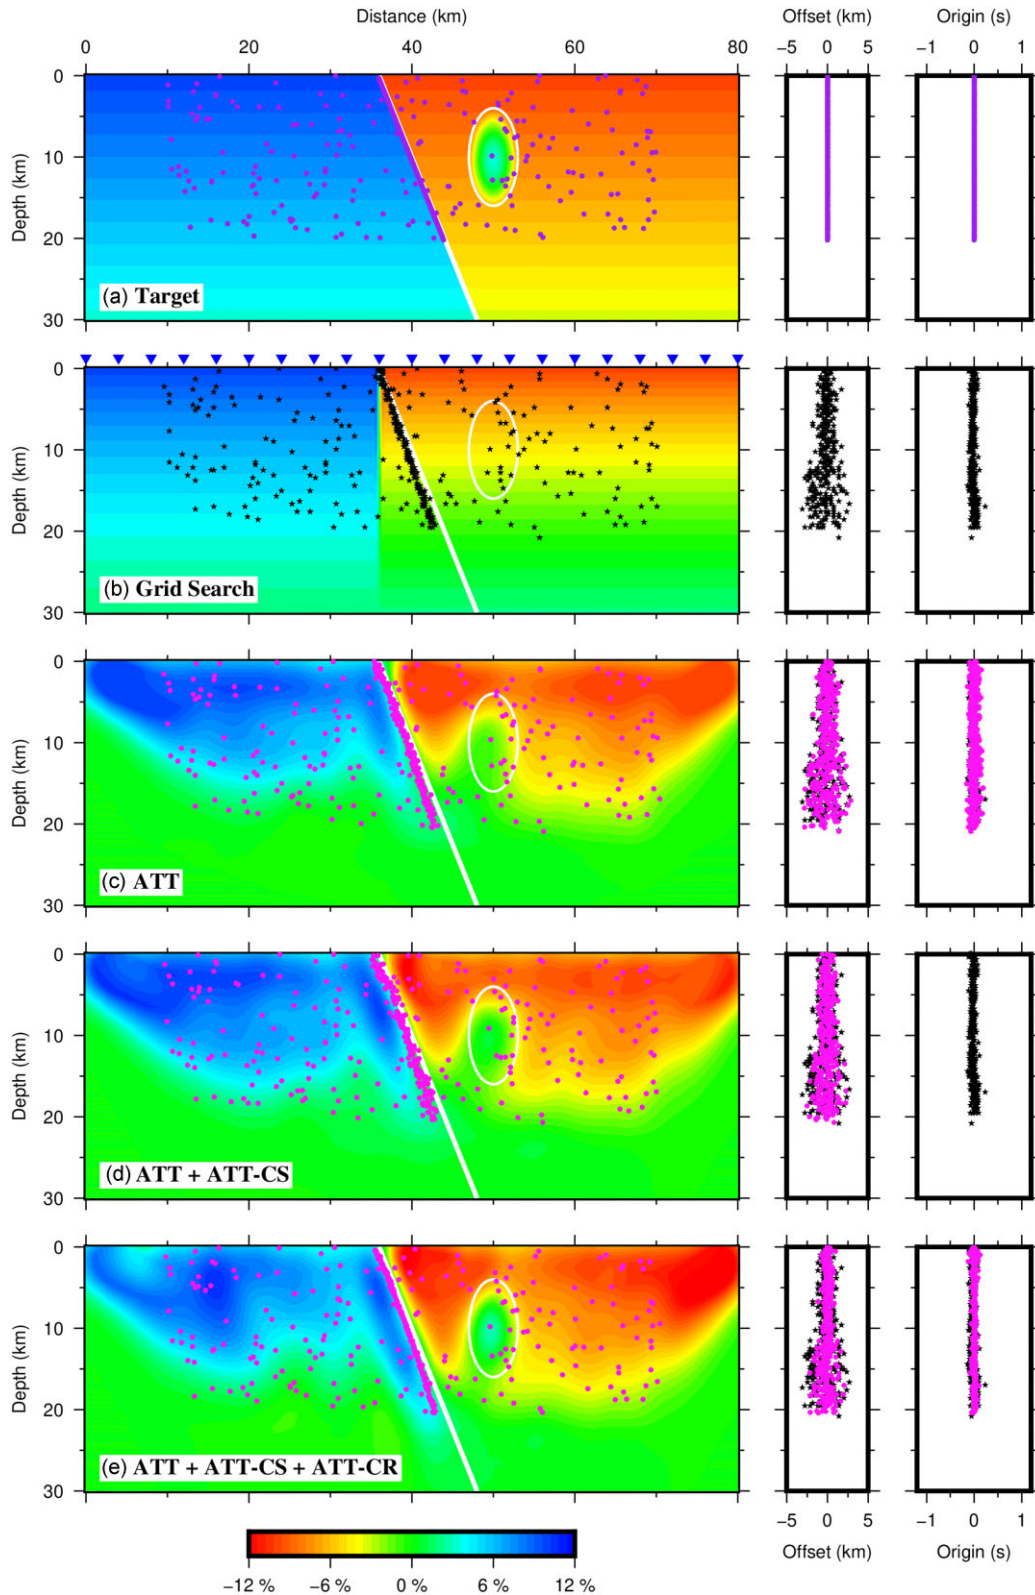 Distance (km) Offset (km) Origin (s)
0 20 40 60 80 −5 0 5 −1 0 1
0
10
20
30
Depth (km)
(a) Target
0
10
20
30
Depth (km)
(b) Grid Search
0
10
20
30
Depth (km)
(c) ATT
0
10
20
30
Depth (km)
(d) ATT + ATT-CS
0
10
20
30
Depth (km)
(e) ATT + ATT-CS + ATT-CR
−5 0 5 −1 0 1
Offset (km) Origin (s)
−12 % −6 % 0 % 6 % 12 %